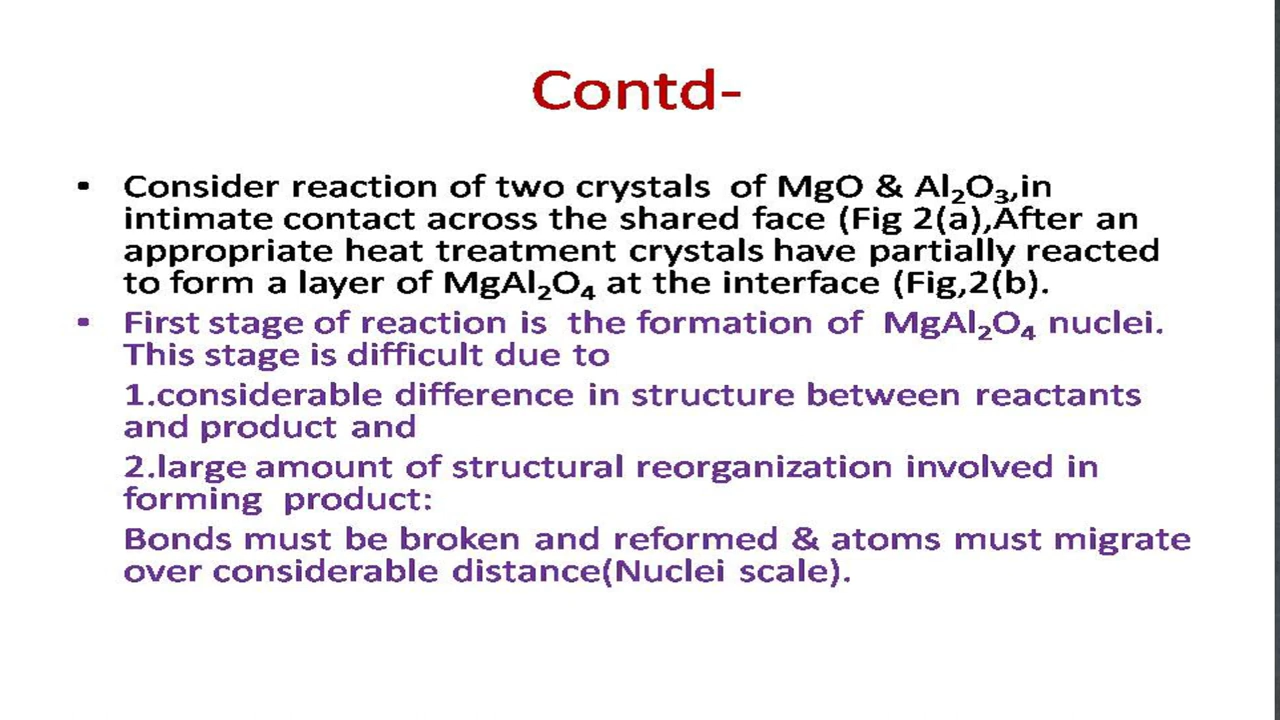 Contd-
• Consider reaction of two crystals of MgO & Al₂O₃,in
intimate contact across the shared face (Fig 2(a),After an
appropriate heat treatment crystals have partially reacted
to form a layer of MgAl₂O₄ at the interface (Fig,2(b).
• First stage of reaction is the formation of MgAl₂O₄ nuclei.
This stage is difficult due to
1.considerable difference in structure between reactants
and product and
2.large amount of structural reorganization involved in
forming product:
Bonds must be broken and reformed & atoms must migrate
over considerable distance(Nuclei scale).